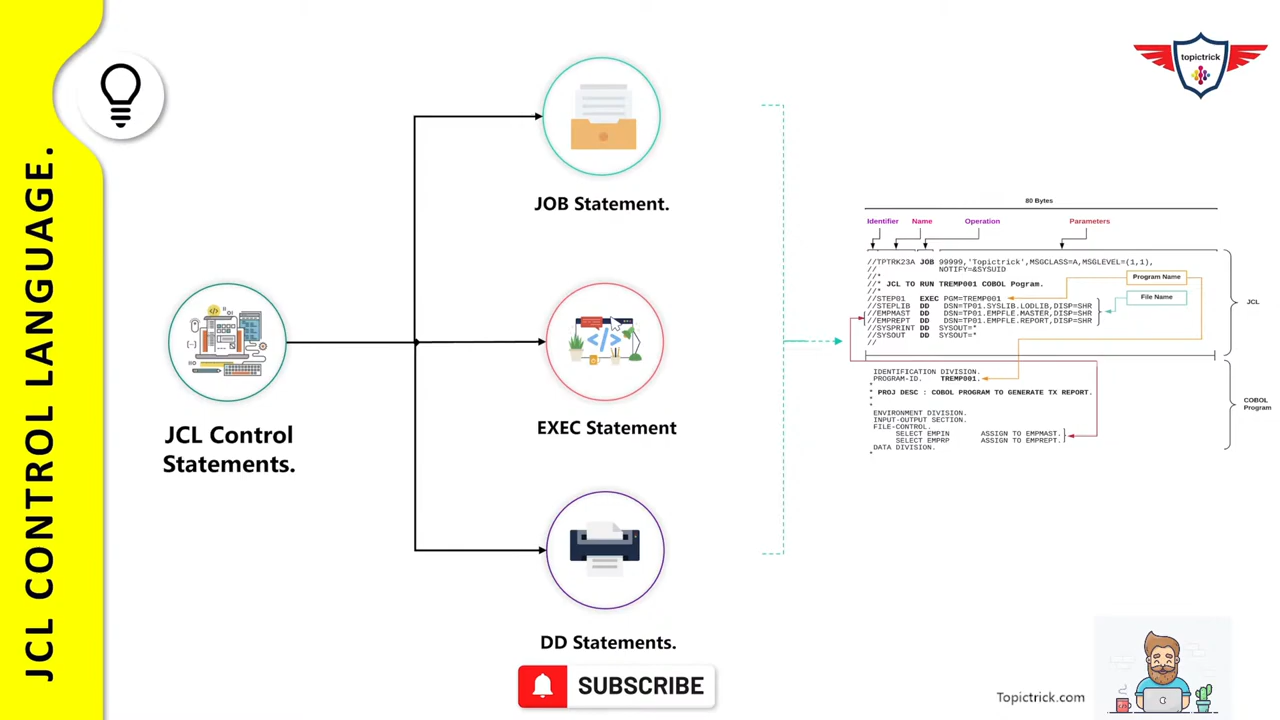 JCL CONTROL LANGUAGE.
topictrick
JOB Statement.
JCL Control
Statements.
EXEC Statement
DD Statements.
SUBSCRIBE
80 Bytes
Identifier Name Operation Parameters
//TPTRK23A JOB 99999,'Topictrick',MSGCLASS=A,MSGLEVEL=(1,1),
// NOTIFY=&SYSUID
//*
//* JCL TO RUN TREMP001 COBOL Pogram.
//*
//STEP01 EXEC PGM=TREMP001
//STEPLIB DD DSN=TP01.SYSLIB.LODLIB,DISP=SHR
//EMPMAST DD DSN=TP01.EMPFLE.MASTER,DISP=SHR
//EMPREPT DD DSN=TP01.EMPFLE.REPORT,DISP=SHR
//SYSPRINT DD SYSOUT=*
//SYSOUT DD SYSOUT=*
//
Program Name
File Name
JCL
IDENTIFICATION DIVISION.
PROGRAM-ID. TREMP001.
*
* PROJ DESC : COBOL PROGRAM TO GENERATE TX REPORT.
*
*
ENVIRONMENT DIVISION.
INPUT-OUTPUT SECTION.
FILE-CONTROL.
SELECT EMPIN ASSIGN TO EMPMAST.
SELECT EMPRP ASSIGN TO EMPREPT.
DATA DIVISION.
*
COBOL
Program
Topictrick.com